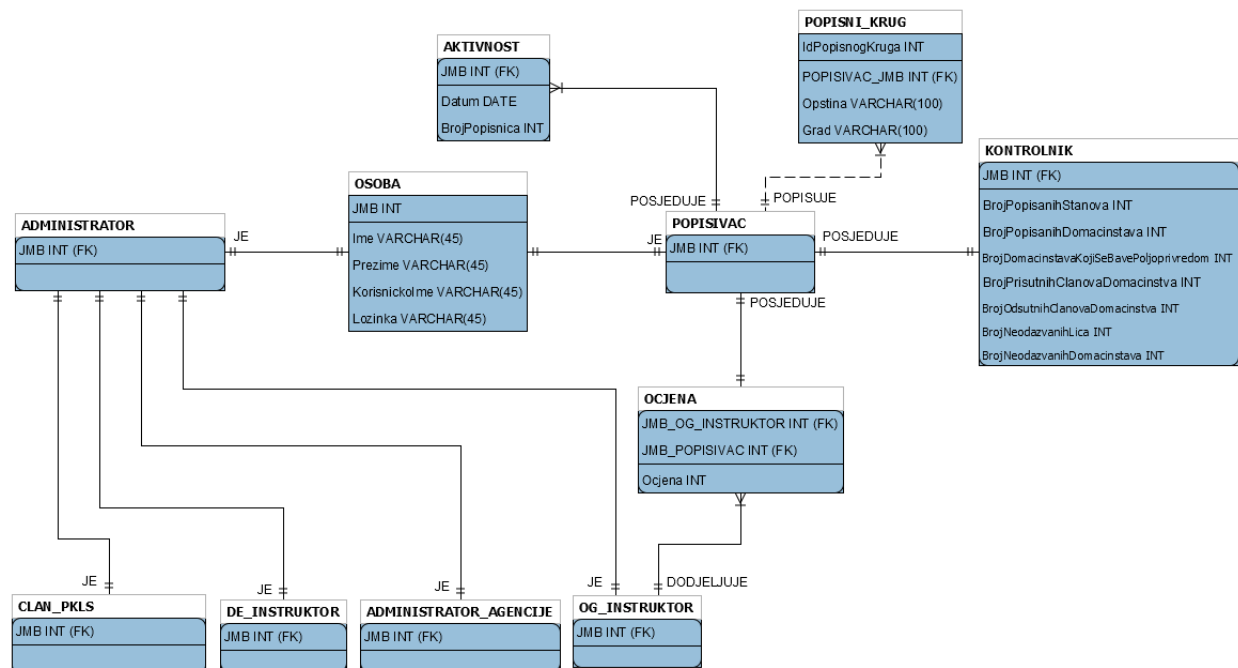 POPISNI_KRUG
IdPopisnogKruga INT
POPISIVAC_JMB INT (FK)
Opstina VARCHAR(100)
Grad VARCHAR(100)
AKTIVNOST
JMB INT (FK)
Datum DATE
BrojPopisnica INT
KONTROLNIK
JMB INT (FK)
BrojPopisanihStanova INT
BrojPopisanihDomacinstava INT
BrojDomacinstavaKojiSeBavePoljoprivredom INT
BrojPrisutnihClanovaDomacinstva INT
BrojOdsutnihClanovaDomacinstva INT
BrojNeodazvanihLica INT
BrojNeodazvanihDomacinstava INT
OSOBA
JMB INT
Ime VARCHAR(45)
Prezime VARCHAR(45)
KorisnickoIme VARCHAR(45)
Lozinka VARCHAR(45)
ADMINISTRATOR
JMB INT (FK)
JE
POSJEDUJE
POPISUJE
POPISIVAC
JMB INT (FK)
JE
POSJEDUJE
POSJEDUJE
OCJENA
JMB_OG_INSTRUKTOR INT (FK)
JMB_POPISIVAC INT (FK)
Ocjena INT
JE
JE
JE
JE
DODJELJUJE
CLAN_PKLS
JMB INT (FK)
DE_INSTRUKTOR
JMB INT (FK)
ADMINISTRATOR_AGENCIJE
JMB INT (FK)
OG_INSTRUKTOR
JMB INT (FK)